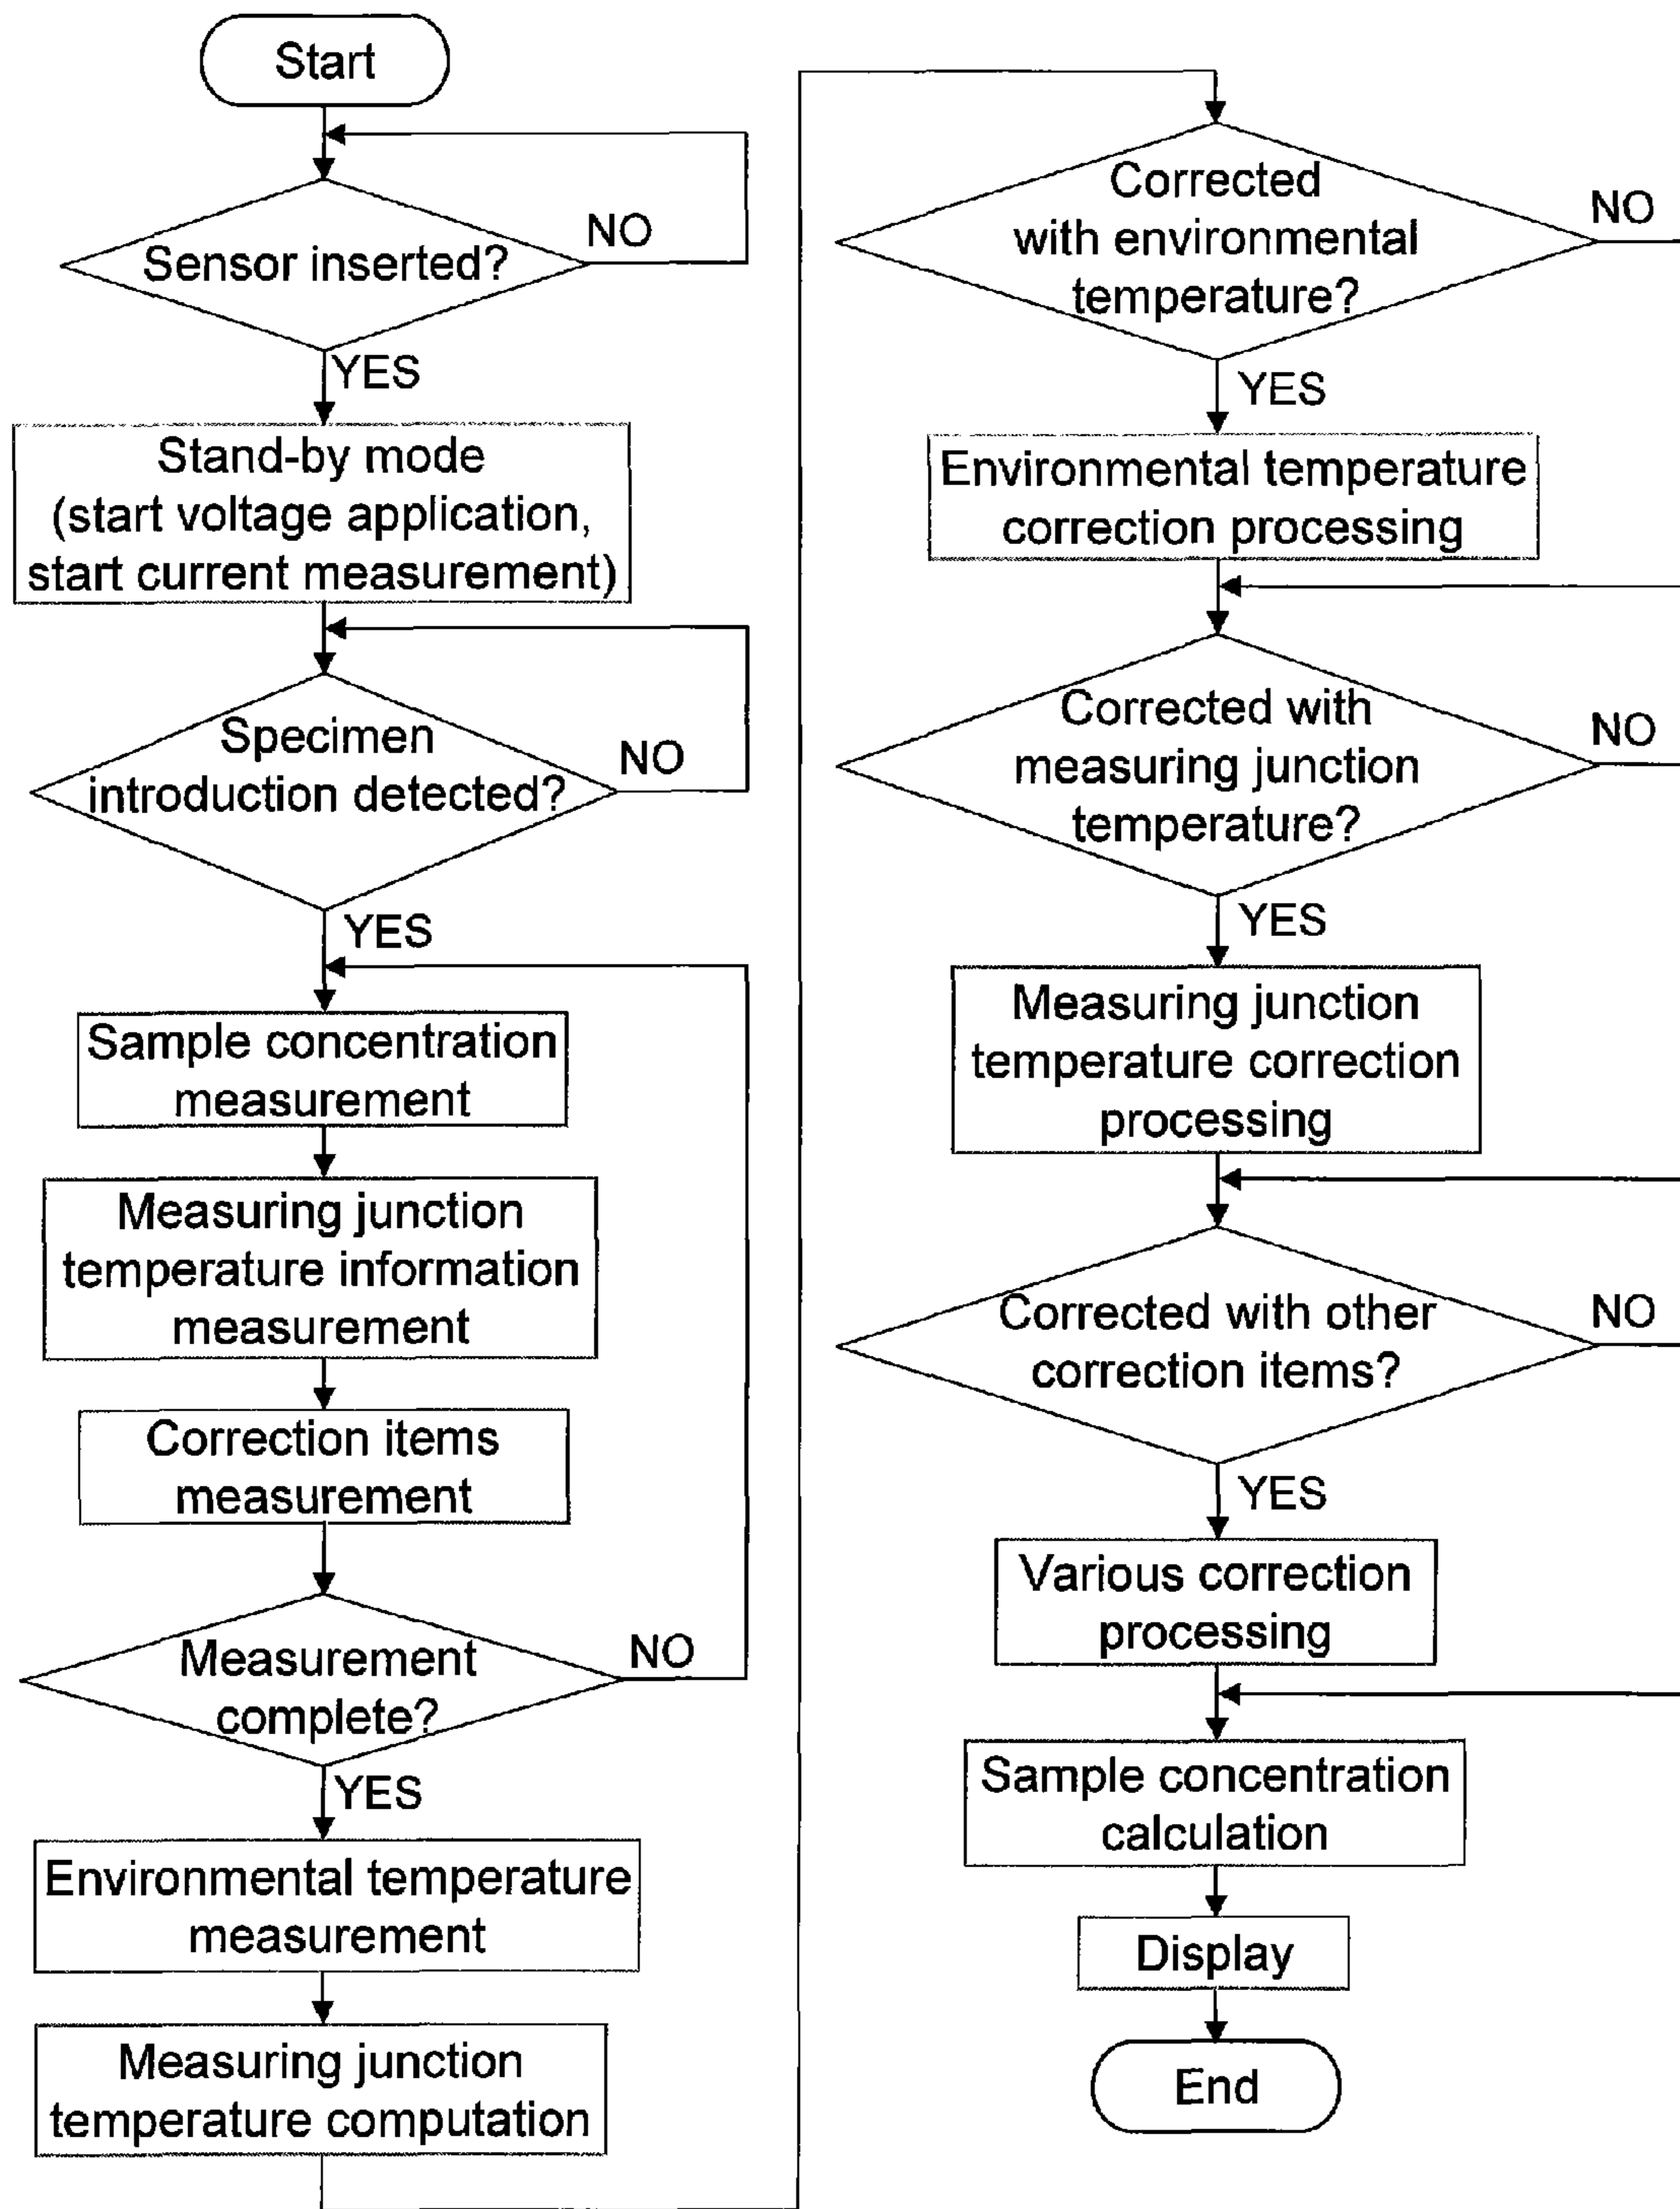 Start
Sensor inserted?
NO
YES
Stand-by mode
(start voltage application,
start current measurement)
Specimen
introduction detected?
NO
YES
Sample concentration
measurement
Measuring junction
temperature information
measurement
Correction items
measurement
Measurement
complete?
NO
YES
Environmental temperature
measurement
Measuring junction
temperature computation
Corrected
with environmental
temperature?
NO
YES
Environmental temperature
correction processing
Corrected with
measuring junction
temperature?
NO
YES
Measuring junction
temperature correction
processing
Corrected with other
correction items?
NO
YES
Various correction
processing
Sample concentration
calculation
Display
End